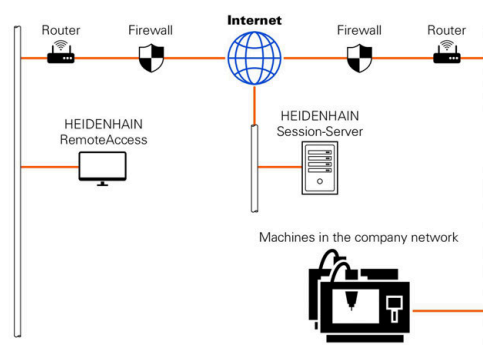 Internet
Router
Firewall
Firewall
Router
HEIDENHAIN
RemoteAccess
HEIDENHAIN
Session-Server
Machines in the company network